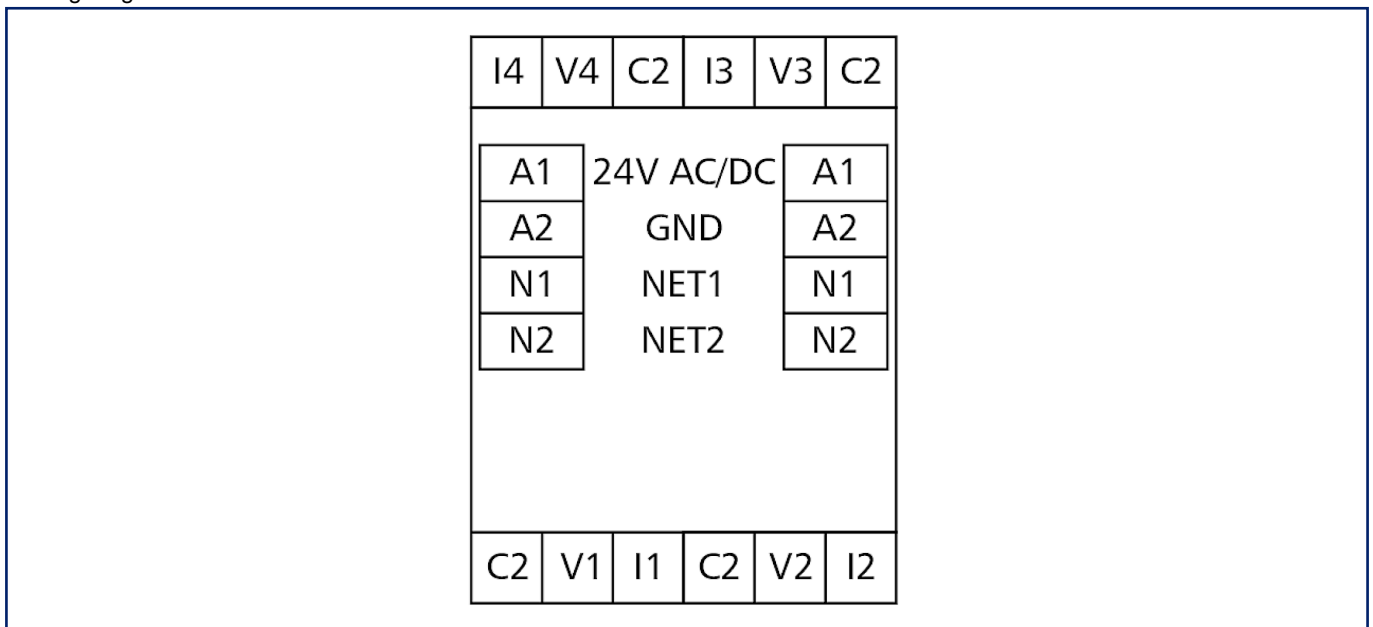 I4 V4 C2 I3 V3 C2
A1 24V AC/DC A1
A2 GND A2
N1 NET1 N1
N2 NET2 N2
C2 V1 I1 C2 V2 I2